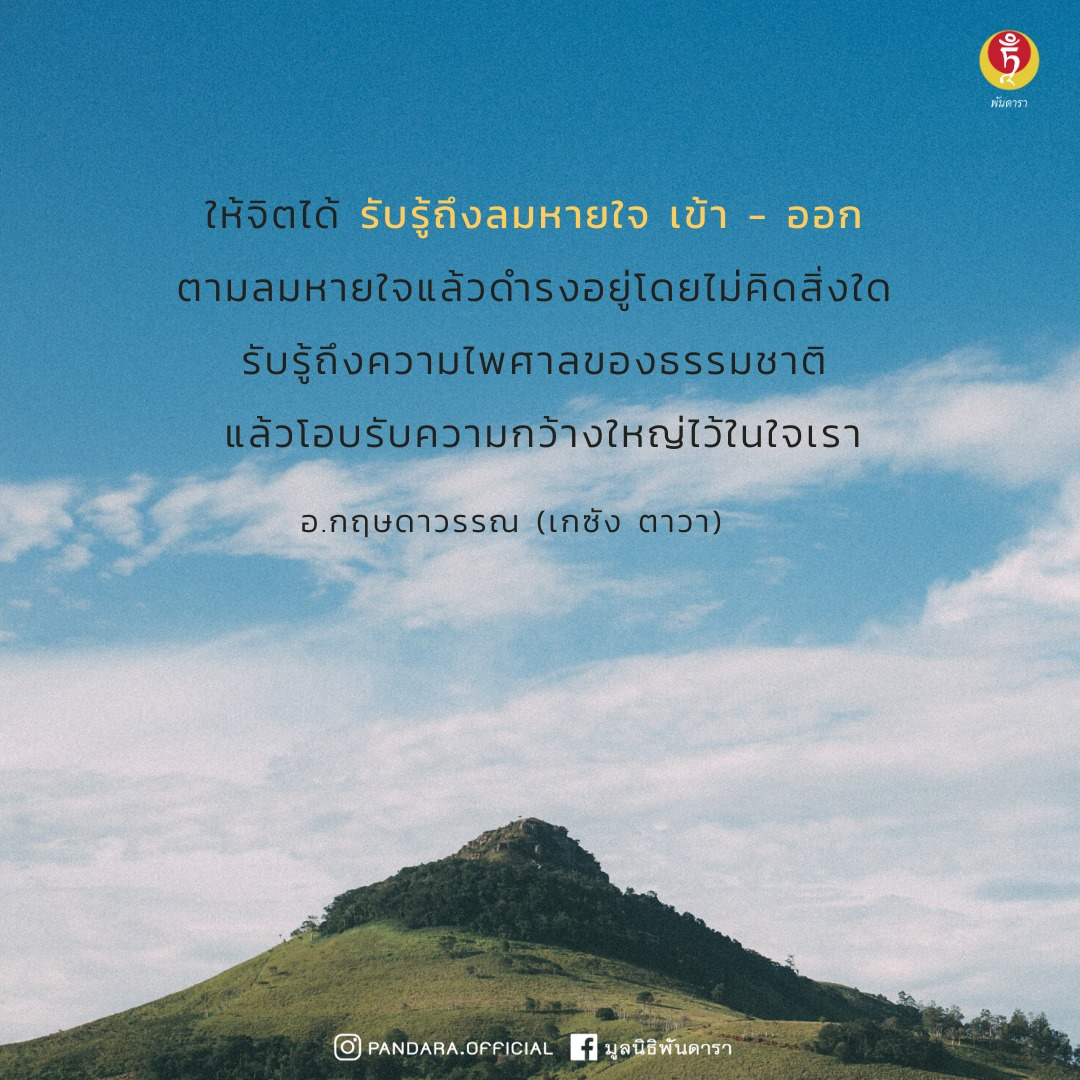 พันดารา
ให้จิตได้ รับรู้ถึงลมหายใจ เข้า - ออก
ตามลมหายใจแล้วดำรงอยู่โดยไม่คิดสิ่งใด
รับรู้ถึงความไพศาลของธรรมชาติ
แล้วโอบรับความกว้างใหญ่ไว้ในใจเรา
อ.กฤษดาวรรณ (เกซัง ตาวา)
PANDARA.OFFICIAL มูลนิธิพันดารา